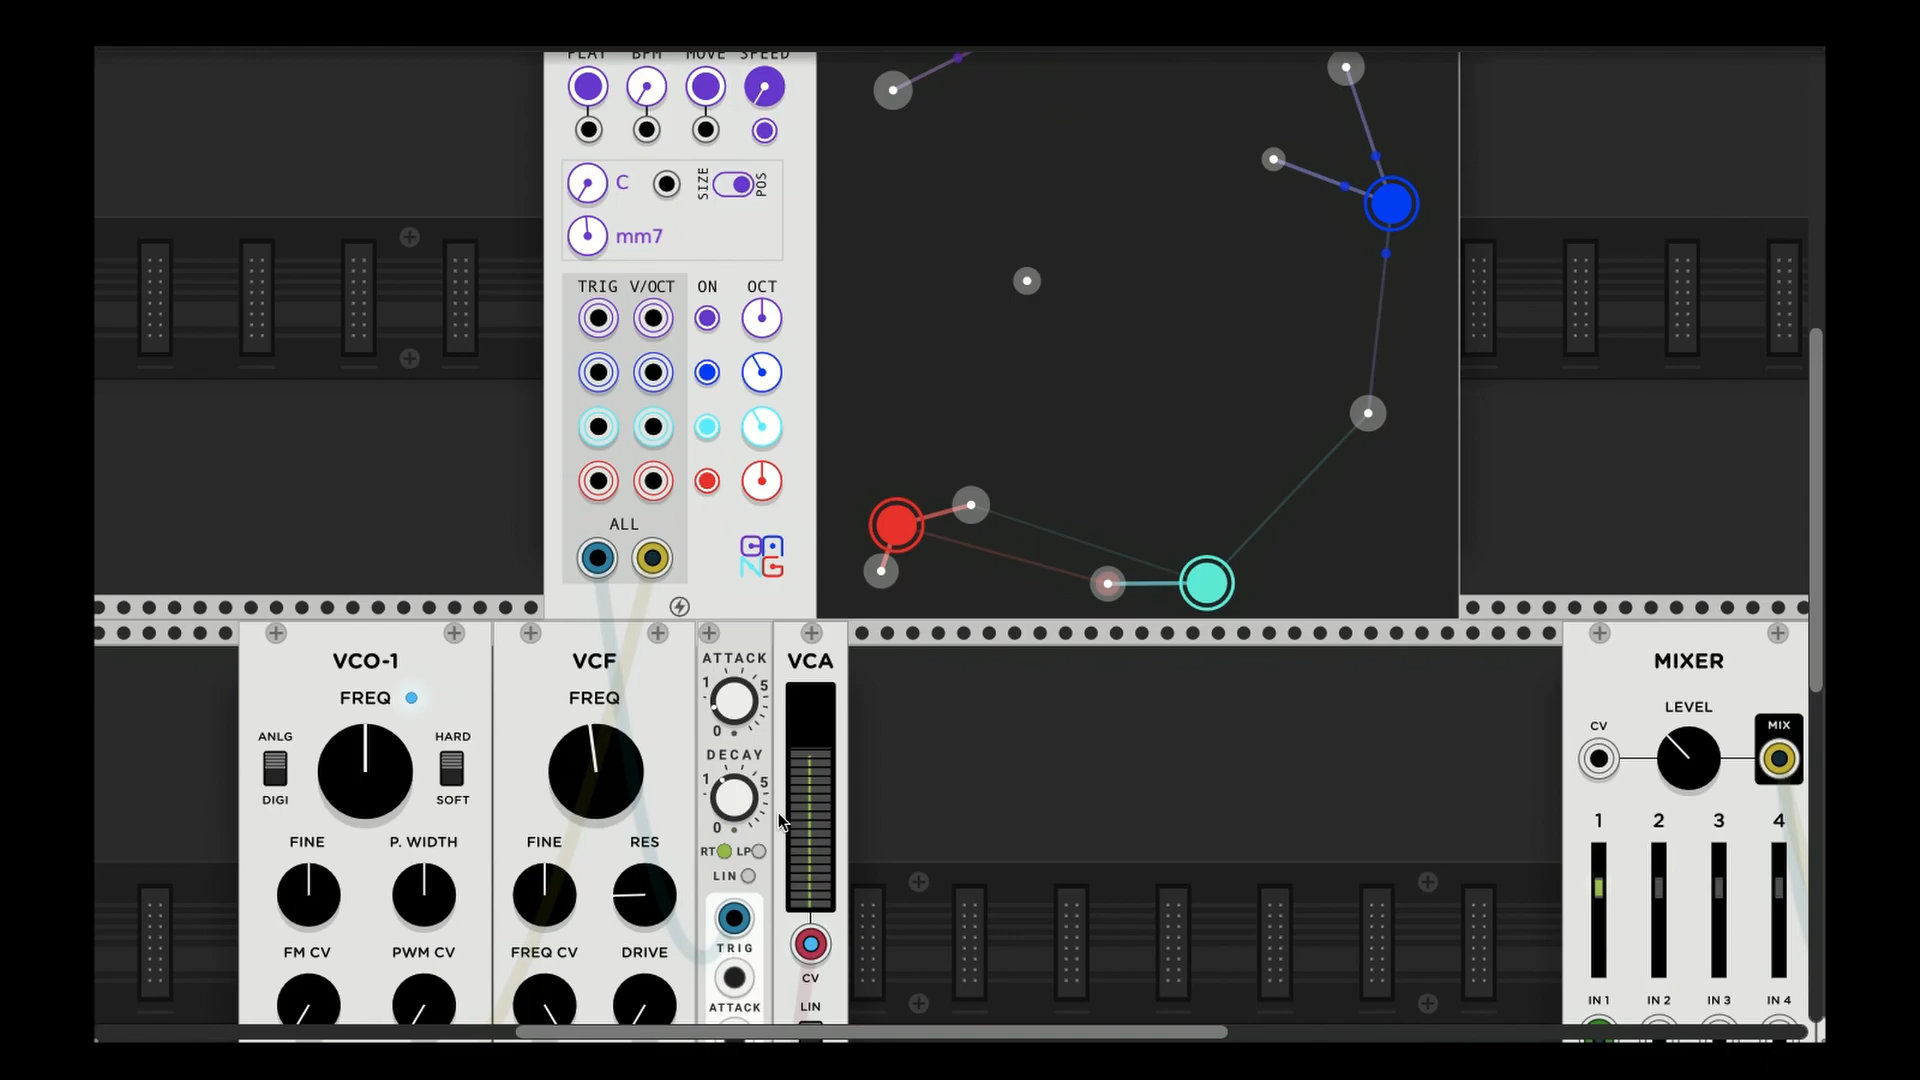 PLAY BPM MOVE SPEED
C SIZE POS
mm7
TRIG V/OCT ON OCT
ALL
GANG
VCO-1 VCF ATTACK VCA MIXER
FREQ FREQ 1 5 LEVEL
0 CV MIX
ANLG HARD DECAY
DIGI SOFT 1 5
0 1 2 3 4
FINE P. WIDTH FINE RES RT LP
LIN
FM CV PWM CV FREQ CV DRIVE TRIG
CV
ATTACK LIN IN 1 IN 2 IN 3 IN 4